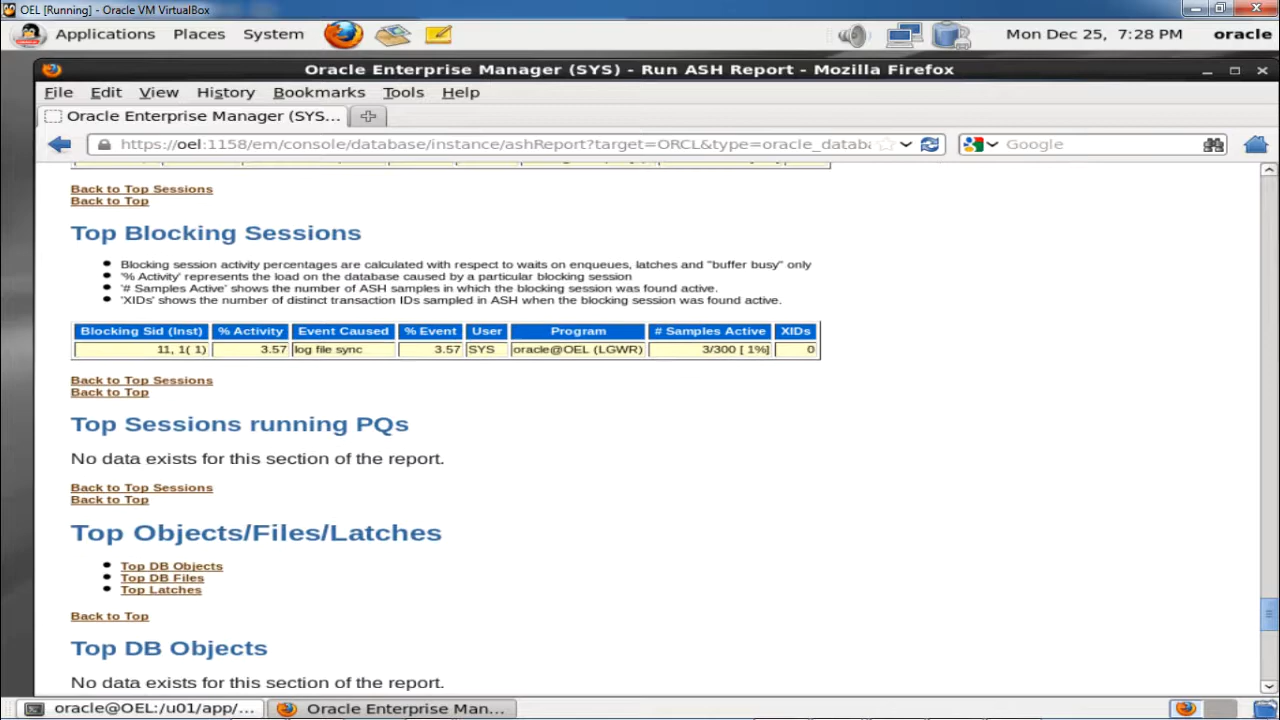 OEL [Running] - Oracle VM VirtualBox
Applications Places System Mon Dec 25, 7:28 PM oracle
Oracle Enterprise Manager (SYS) - Run ASH Report - Mozilla Firefox
File Edit View History Bookmarks Tools Help
Oracle Enterprise Manager (SYS...
https://oel:1158/em/console/database/instance/ashReport?target=ORCL&type=oracle_databa Google
Back to Top Sessions
Back to Top
Top Blocking Sessions
Blocking session activity percentages are calculated with respect to waits on enqueues, latches and "buffer busy" only
'% Activity' represents the load on the database caused by a particular blocking session
'# Samples Active' shows the number of ASH samples in which the blocking session was found active.
'XIDs' shows the number of distinct transaction IDs sampled in ASH when the blocking session was found active.
Blocking Sid (Inst) % Activity Event Caused % Event User Program # Samples Active XIDs
11, 1( 1) 3.57 log file sync 3.57 SYS oracle@OEL (LGWR) 3/300 [ 1%] 0
Back to Top Sessions
Back to Top
Top Sessions running PQs
No data exists for this section of the report.
Back to Top Sessions
Back to Top
Top Objects/Files/Latches
Top DB Objects
Top DB Files
Top Latches
Back to Top
Top DB Objects
No data exists for this section of the report.
oracle@OEL:/u01/app/... Oracle Enterprise Man...